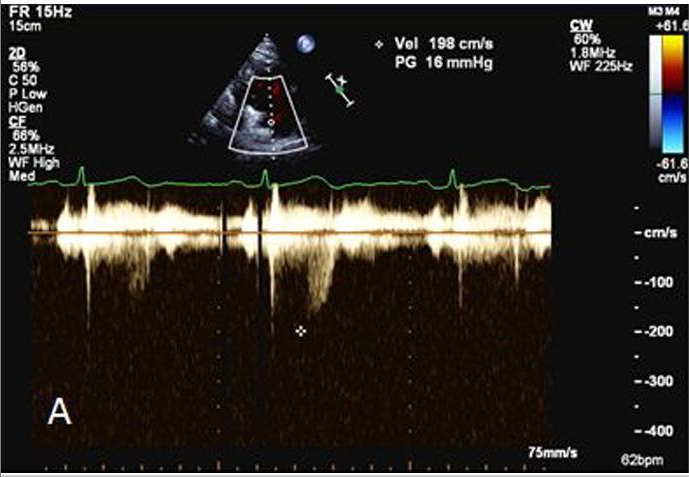 FR 15Hz
15cm
2D
56%
C 50
P Low
HGen
CF
66%
2.5MHz
WF High
Med
P
Vel 198 cm/s
PG 16 mmHg
x
CW
60%
1.8MHz
WF 225Hz
M3 M4
+61.6
-61.6
cm/s
cm/s
-100
-200
-300
-400
A
75mm/s
62bpm